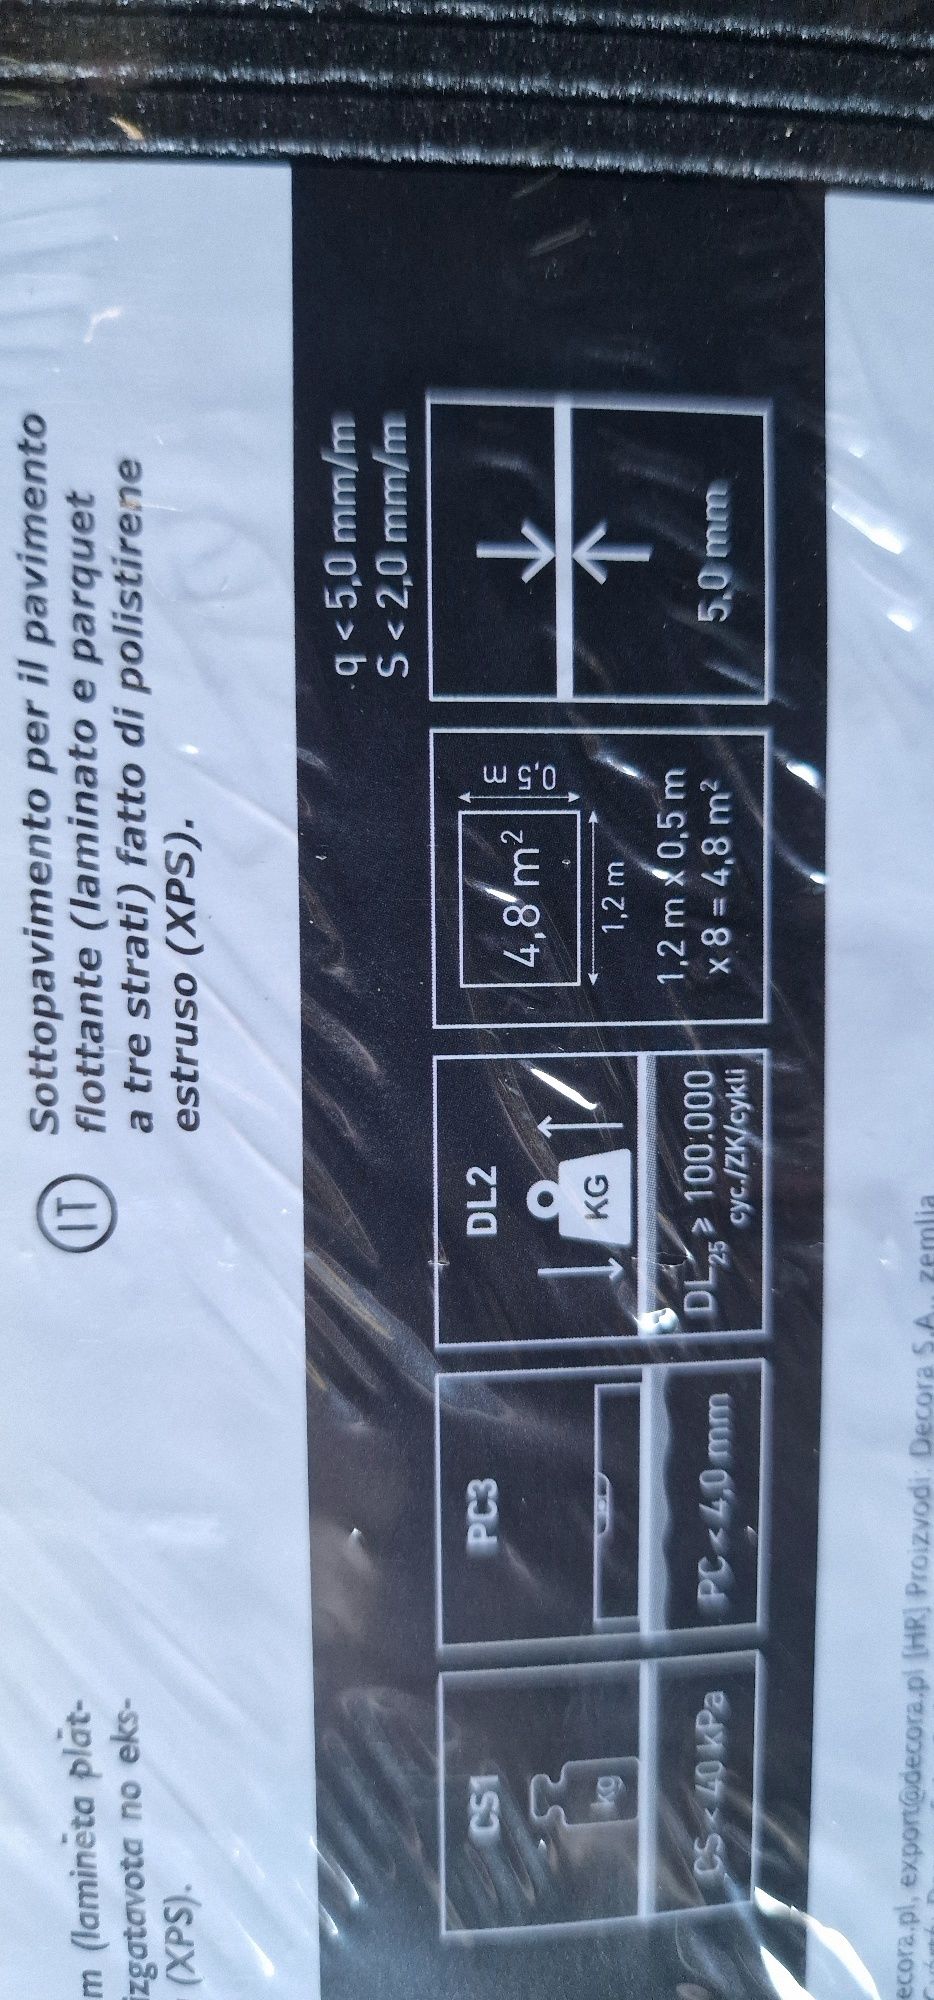 m (laminēta plāt-
izgatavota no eks-
(XPS).
IT
Sottopavimento per il pavimento
flottante (laminato e parquet
a tre strati) fatto di polistirene
estruso (XPS).
q < 5,0 mm/m
S < 2,0 mm/m
CS1
kg
CS < 40 kPa
PC3
PC < 4,0 mm
DL2
KG
DL25 ≥ 100.000
cyc./ZK/cykli
4,8 m²
0,5 m
1,2 m
1,2 m x 0,5 m
x 8 = 4,8 m²
5,0 mm
ecora.pl, export@decora.pl [HR] Proizvodi: Decora S.A., zemlja